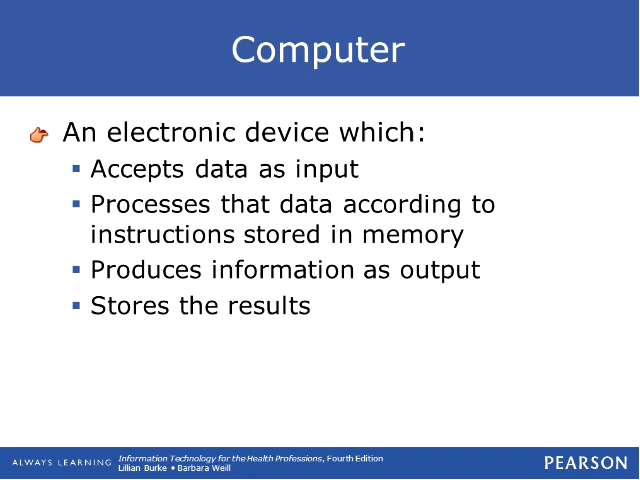 Computer
An electronic device which:
Accepts data as input
Processes that data according to
instructions stored in memory
Produces information as output
Stores the results
ALWAYS LEARNING
Information Technology for the Health Professions, Fourth Edition
Lillian Burke ♦ Barbara Weill
PEARSON